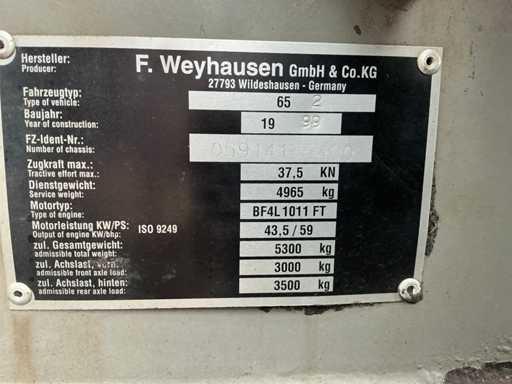 Hersteller:
Producer:
F. Weyhausen GmbH & Co.KG
27793 Wildeshausen - Germany
Fahrzeugtyp:
Type of vehicle:
65 2
Baujahr:
Year of construction:
19 99
FZ-Ident-Nr.:
Number of chassis:
Zugkraft max.:
Tractive effort max.:
37,5 KN
Dienstgewicht:
Service weight:
4965 kg
Motortyp:
Type of engine:
BF4L1011 FT
Motorleistung KW/PS:
Output of engine KW/bhp:
ISO 9249
43,5 / 59
zul. Gesamtgewicht:
admissible total weight:
5300 kg
zul. Achslast, vorn:
admissible front axle load:
3000 kg
zul. Achslast, hinten:
admissible rear axle load:
3500 kg